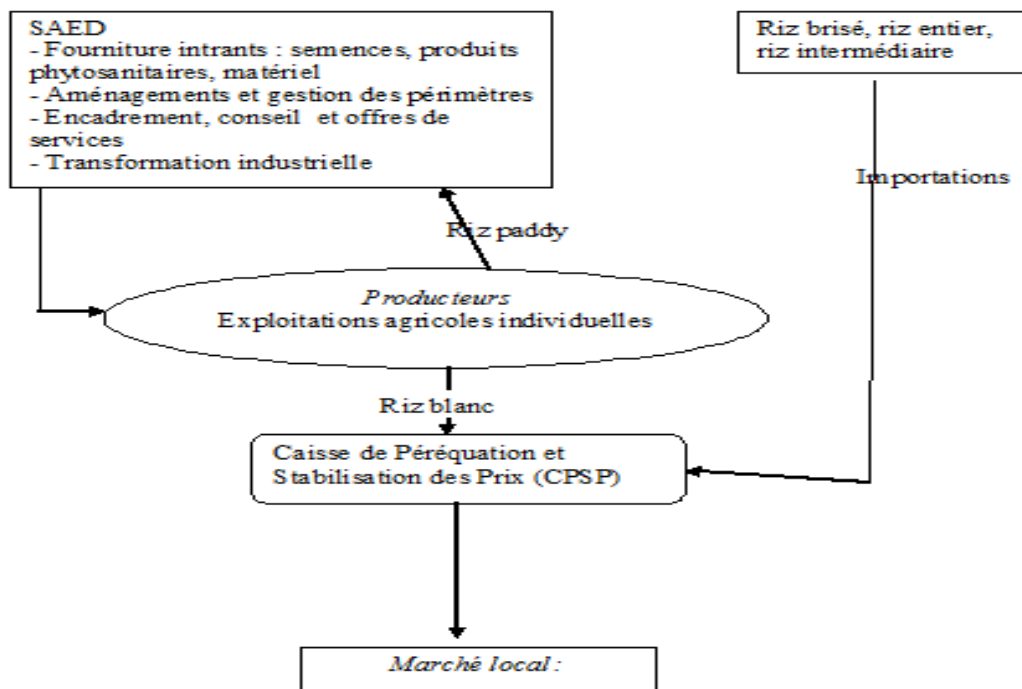 SAED
- Fourniture intrants : semences, produits
phytosanitaires, matériel
- Aménagements et gestion des périmètres
- Encadrement, conseil et offres de
services
- Transformation industrielle
Riz brisé, riz entier,
riz intermédiaire
Importations
Riz paddy
Producteurs
Exploitations agricoles individuelles
Riz blanc
Caisse de Péréquation et
Stabilisation des Prix (CPSP)
Marché local :